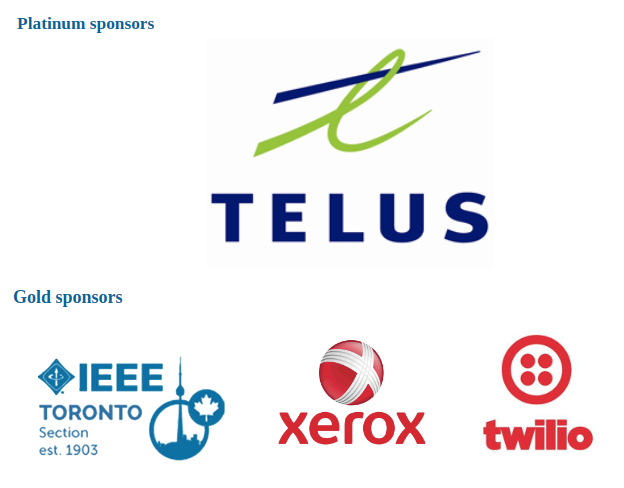 Platinum sponsors
TELUS
Gold sponsors
IEEE
TORONTO
Section
est. 1903
xerox
twilio